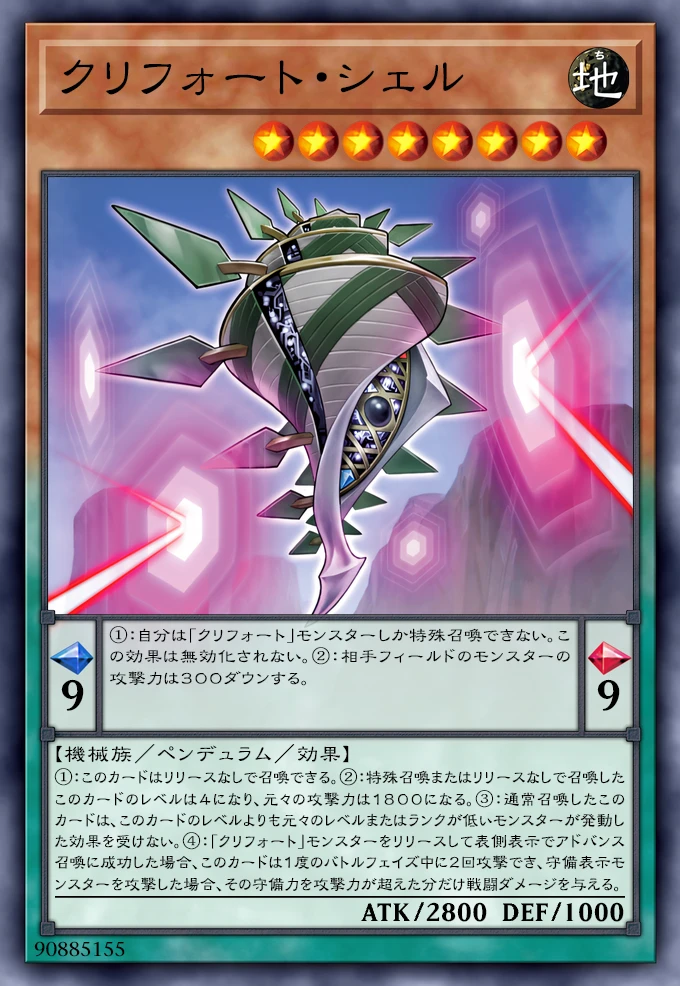 クリフォート・シェル
ち
地
①：自分は「クリフォート」モンスターしか特殊召喚できない。こ
の効果は無効化されない。②：相手フィールドのモンスターの
攻撃力は３００ダウンする。
9
9
【機械族／ペンデュラム／効果】
①：このカードはリリースなしで召喚できる。②：特殊召喚またはリリースなしで召喚した
このカードのレベルは４になり、元々の攻撃力は１８００になる。③：通常召喚したこの
カードは、このカードのレベルよりも元々のレベルまたはランクが低いモンスターが発動し
た効果を受けない。④：「クリフォート」モンスターをリリースして表側表示でアドバンス
召喚に成功した場合、このカードは１度のバトルフェイズ中に２回攻撃でき、守備表示モ
ンスターを攻撃した場合、その守備力を攻撃力が超えた分だけ戦闘ダメージを与える。
ATK/2800 DEF/1000
90885155